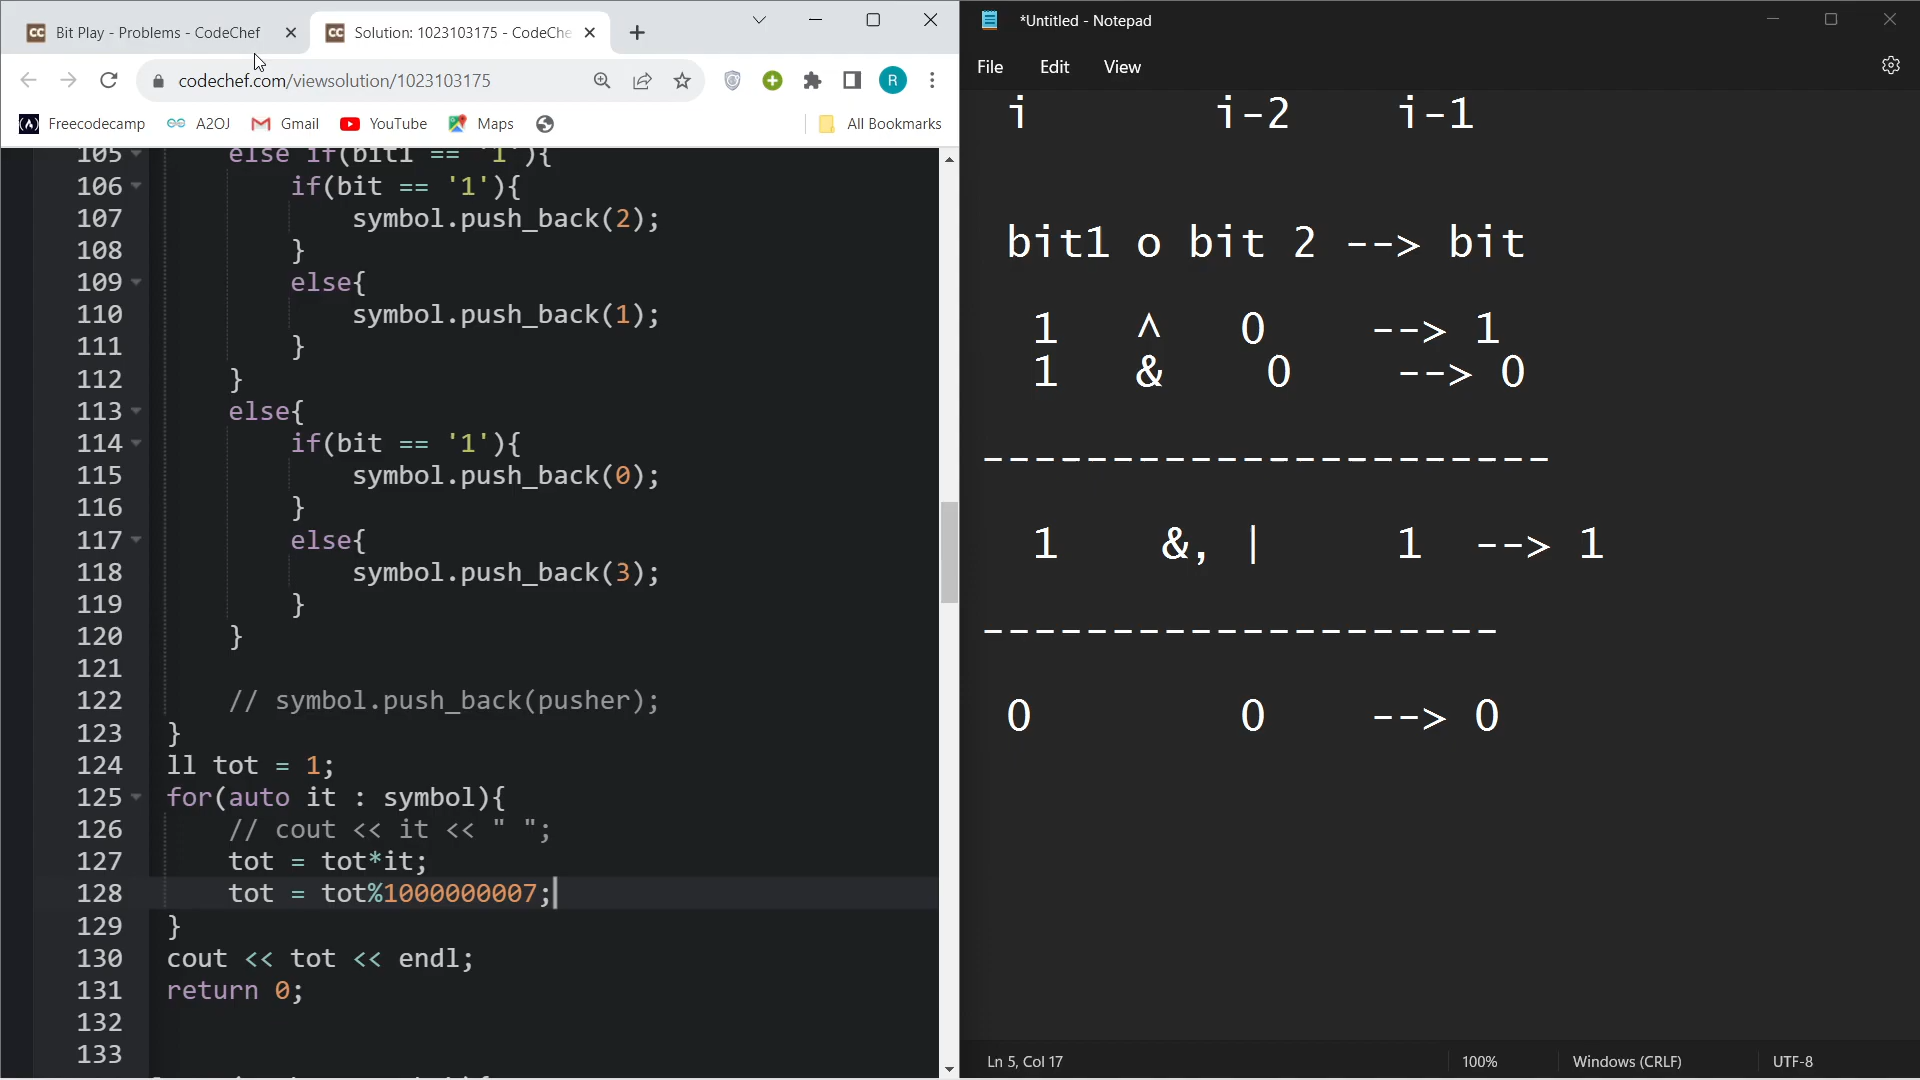 Bit Play - Problems - CodeChef
Solution: 1023103175 - CodeChe
codechef.com/viewsolution/1023103175
R
Freecodecamp
A2OJ
Gmail
YouTube
Maps
All Bookmarks
105 else if(bit1 == '1'){
106 if(bit == '1'){
107 symbol.push_back(2);
108 }
109 else{
110 symbol.push_back(1);
111 }
112 }
113 else{
114 if(bit == '1'){
115 symbol.push_back(0);
116 }
117 else{
118 symbol.push_back(3);
119 }
120 }
121
122 // symbol.push_back(pusher);
123 }
124 ll tot = 1;
125 for(auto it : symbol){
126 // cout << it << " ";
127 tot = tot*it;
128 tot = tot%1000000007;
129 }
130 cout << tot << endl;
131 return 0;
132
133
*Untitled - Notepad
File Edit View
i i-2 i-1
bit1 o bit 2 --> bit
1 ^ 0 --> 1
1 & 0 --> 0
----------------------
1 &, | 1 --> 1
--------------------
0 0 --> 0
Ln 5, Col 17
100%
Windows (CRLF)
UTF-8